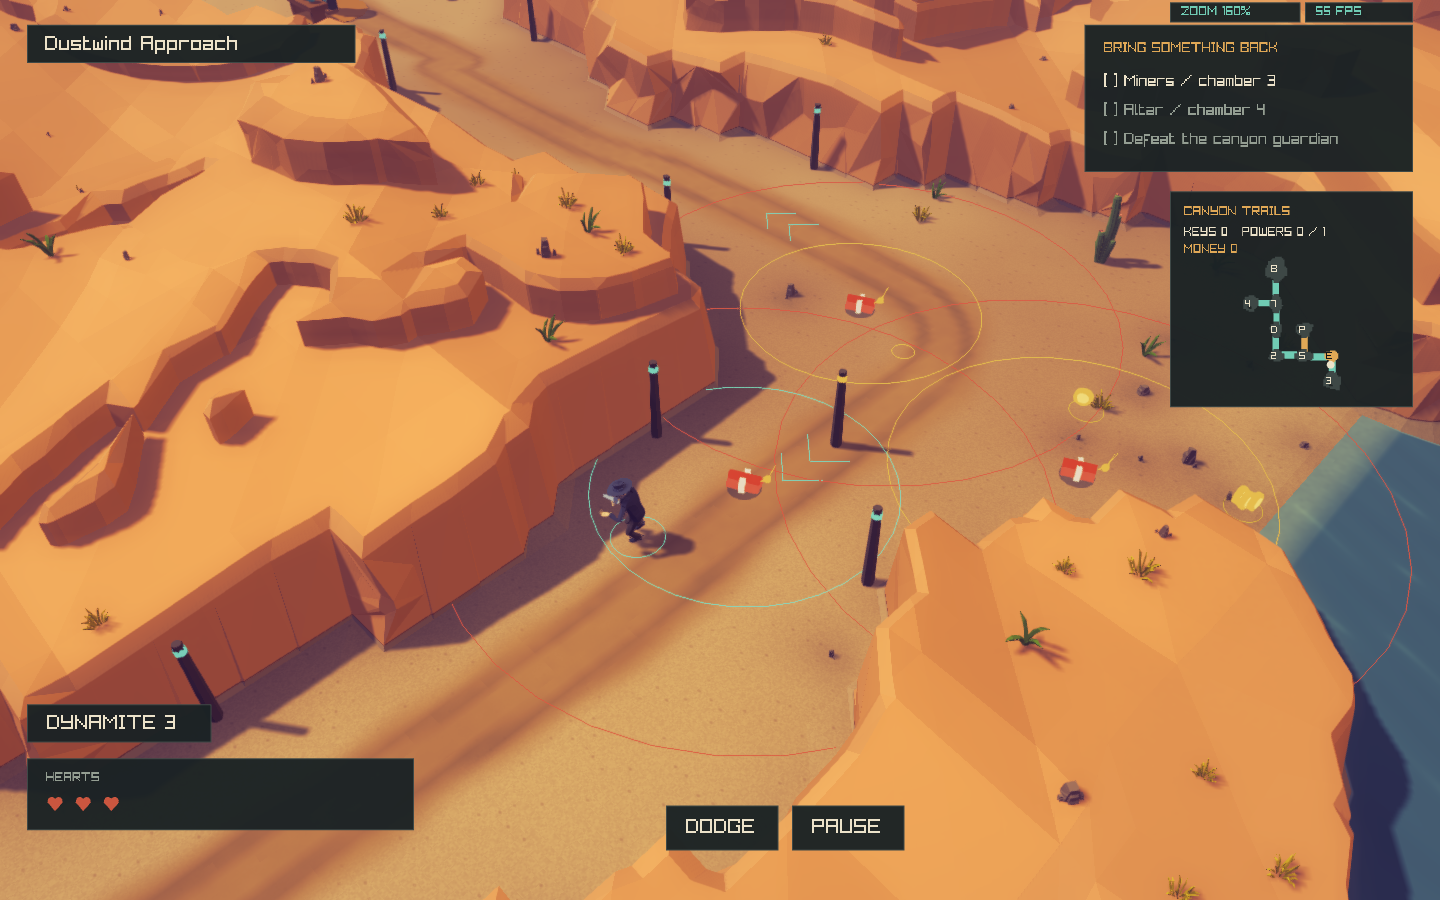 ZOOM 160%
55 FPS
Dustwind Approach
BRING SOMETHING BACK
[ ] Miners / chamber 3
[ ] Altar / chamber 4
[ ] Defeat the canyon guardian
CANYON TRAILS
KEYS 0 POWERS 0 / 1
MONEY 0
B
4 7
D P
2 5 E
3
DYNAMITE 3
HEARTS
DODGE
PAUSE